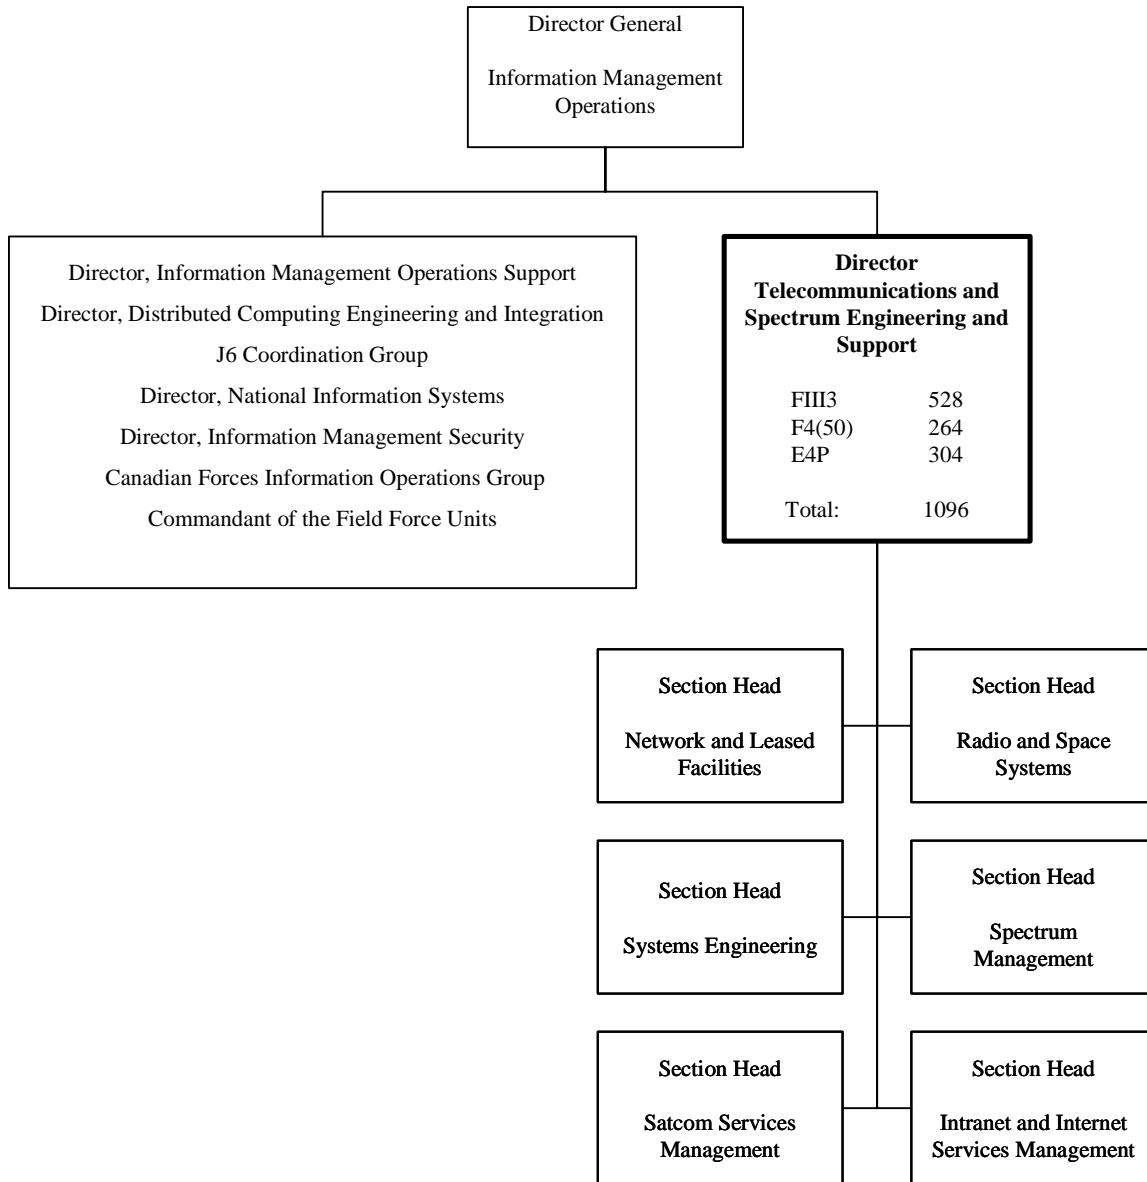 Director General
Information Management
Operations
Director, Information Management Operations Support
Director, Distributed Computing Engineering and Integration
J6 Coordination Group
Director, National Information Systems
Director, Information Management Security
Canadian Forces Information Operations Group
Commandant of the Field Force Units
Director
Telecommunications and
Spectrum Engineering and
Support
FIII3 528
F4(50) 264
E4P 304
Total: 1096
Section Head
Network and Leased
Facilities
Section Head
Radio and Space
Systems
Section Head
Systems Engineering
Section Head
Spectrum
Management
Section Head
Satcom Services
Management
Section Head
Intranet and Internet
Services Management